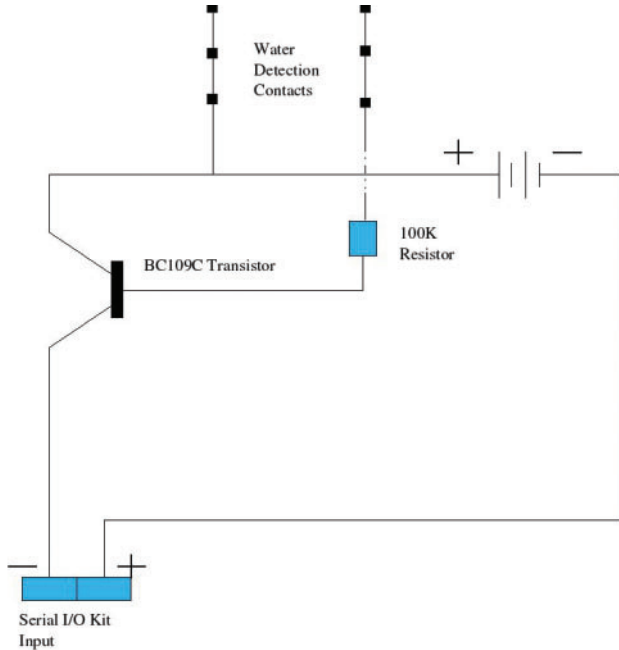 Water
Detection
Contacts
+
−
100K
Resistor
BC109C Transistor
−
+
Serial I/O Kit
Input